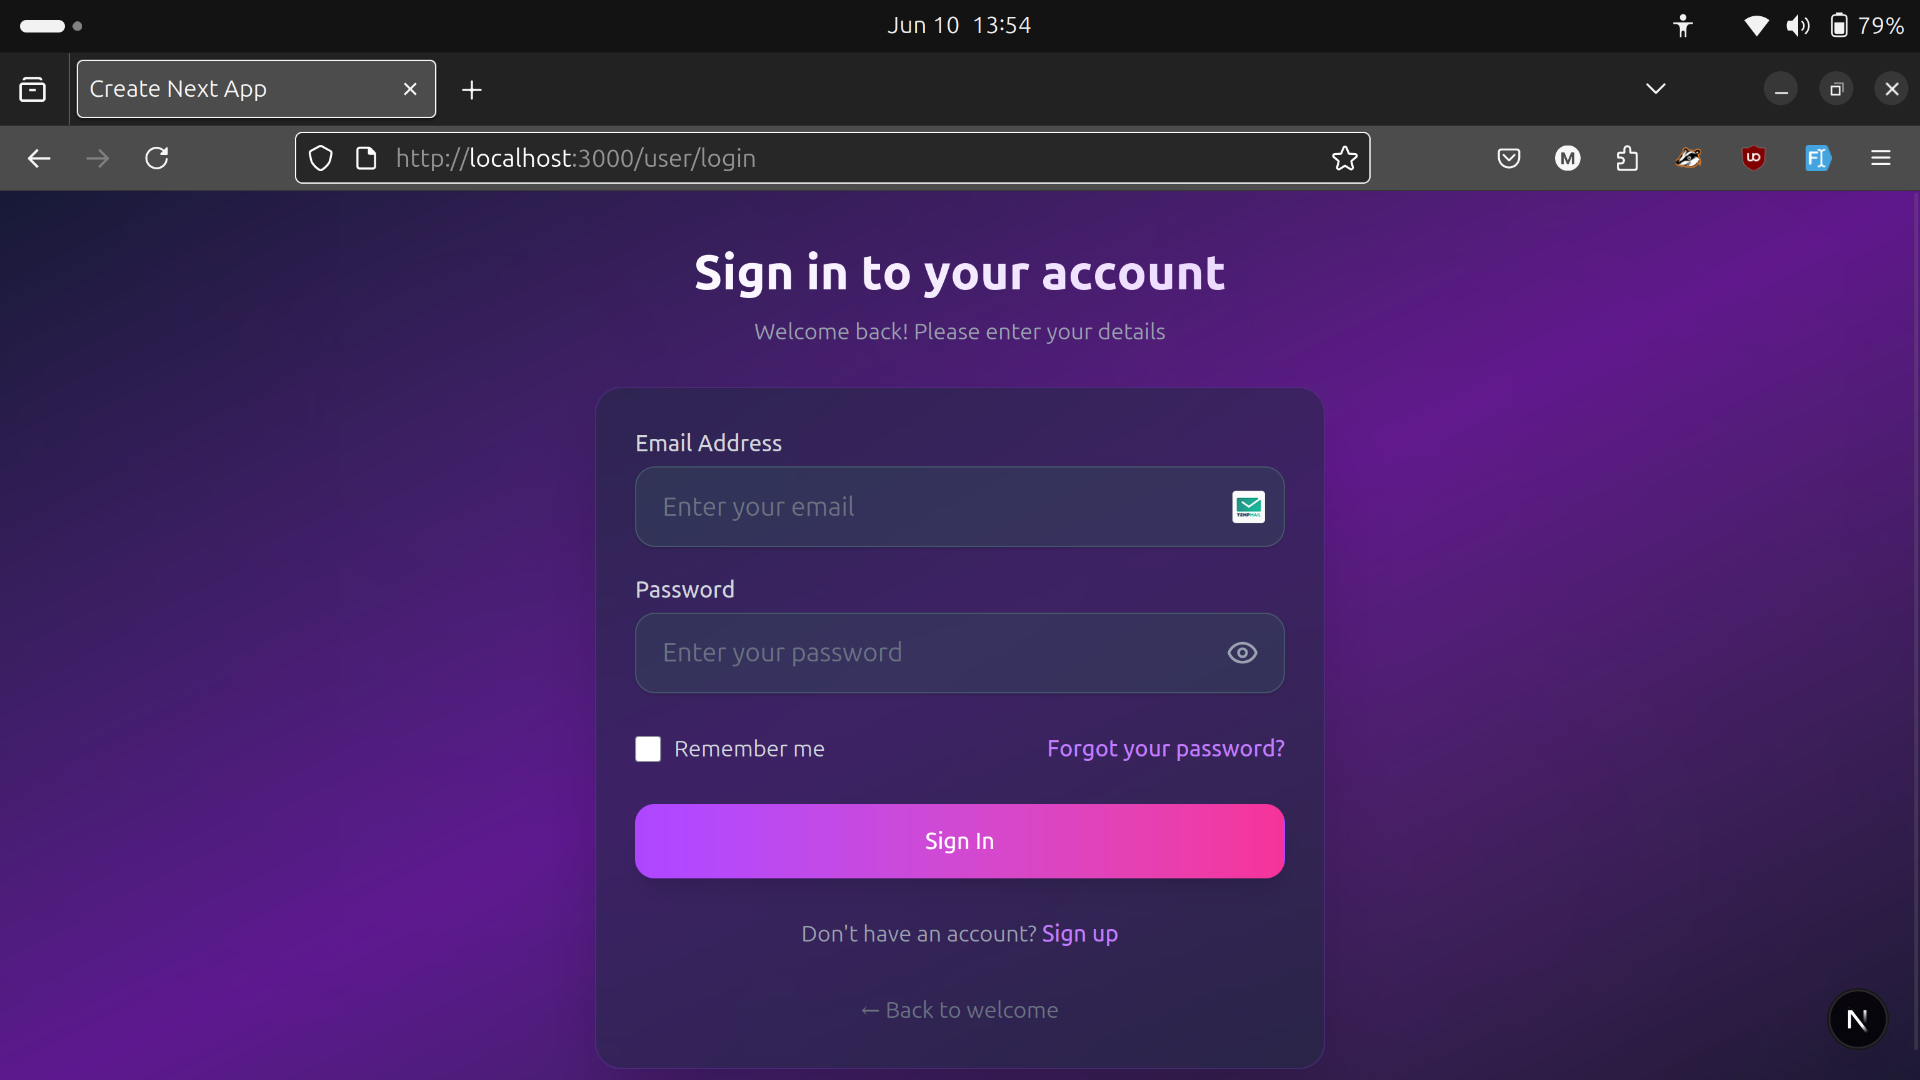 Jun 10 13:54
79%
Create Next App
http://localhost:3000/user/login
M
UO
F
Sign in to your account
Welcome back! Please enter your details
Email Address
Enter your email
TEMPMAIL
Password
Enter your password
Remember me
Forgot your password?
Sign In
Don't have an account? Sign up
← Back to welcome
N